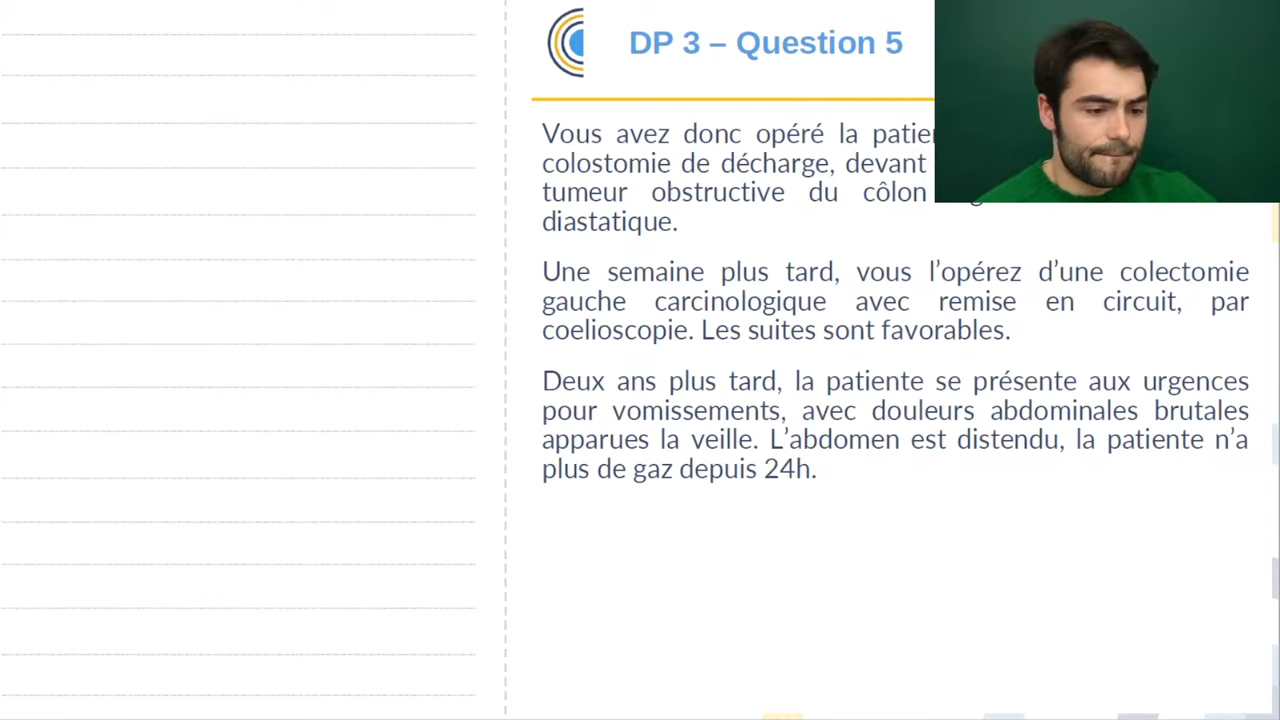 DP 3 – Question 5
Vous avez donc opéré la
colostomie de décharge, devant
tumeur obstructive du côlon
diastatique.
Une semaine plus tard, vous l’opérez d’une colectomie
gauche carcinologique avec remise en circuit, par
coelioscopie. Les suites sont favorables.
Deux ans plus tard, la patiente se présente aux urgences
pour vomissements, avec douleurs abdominales brutales
apparues la veille. L’abdomen est distendu, la patiente n’a
plus de gaz depuis 24h.